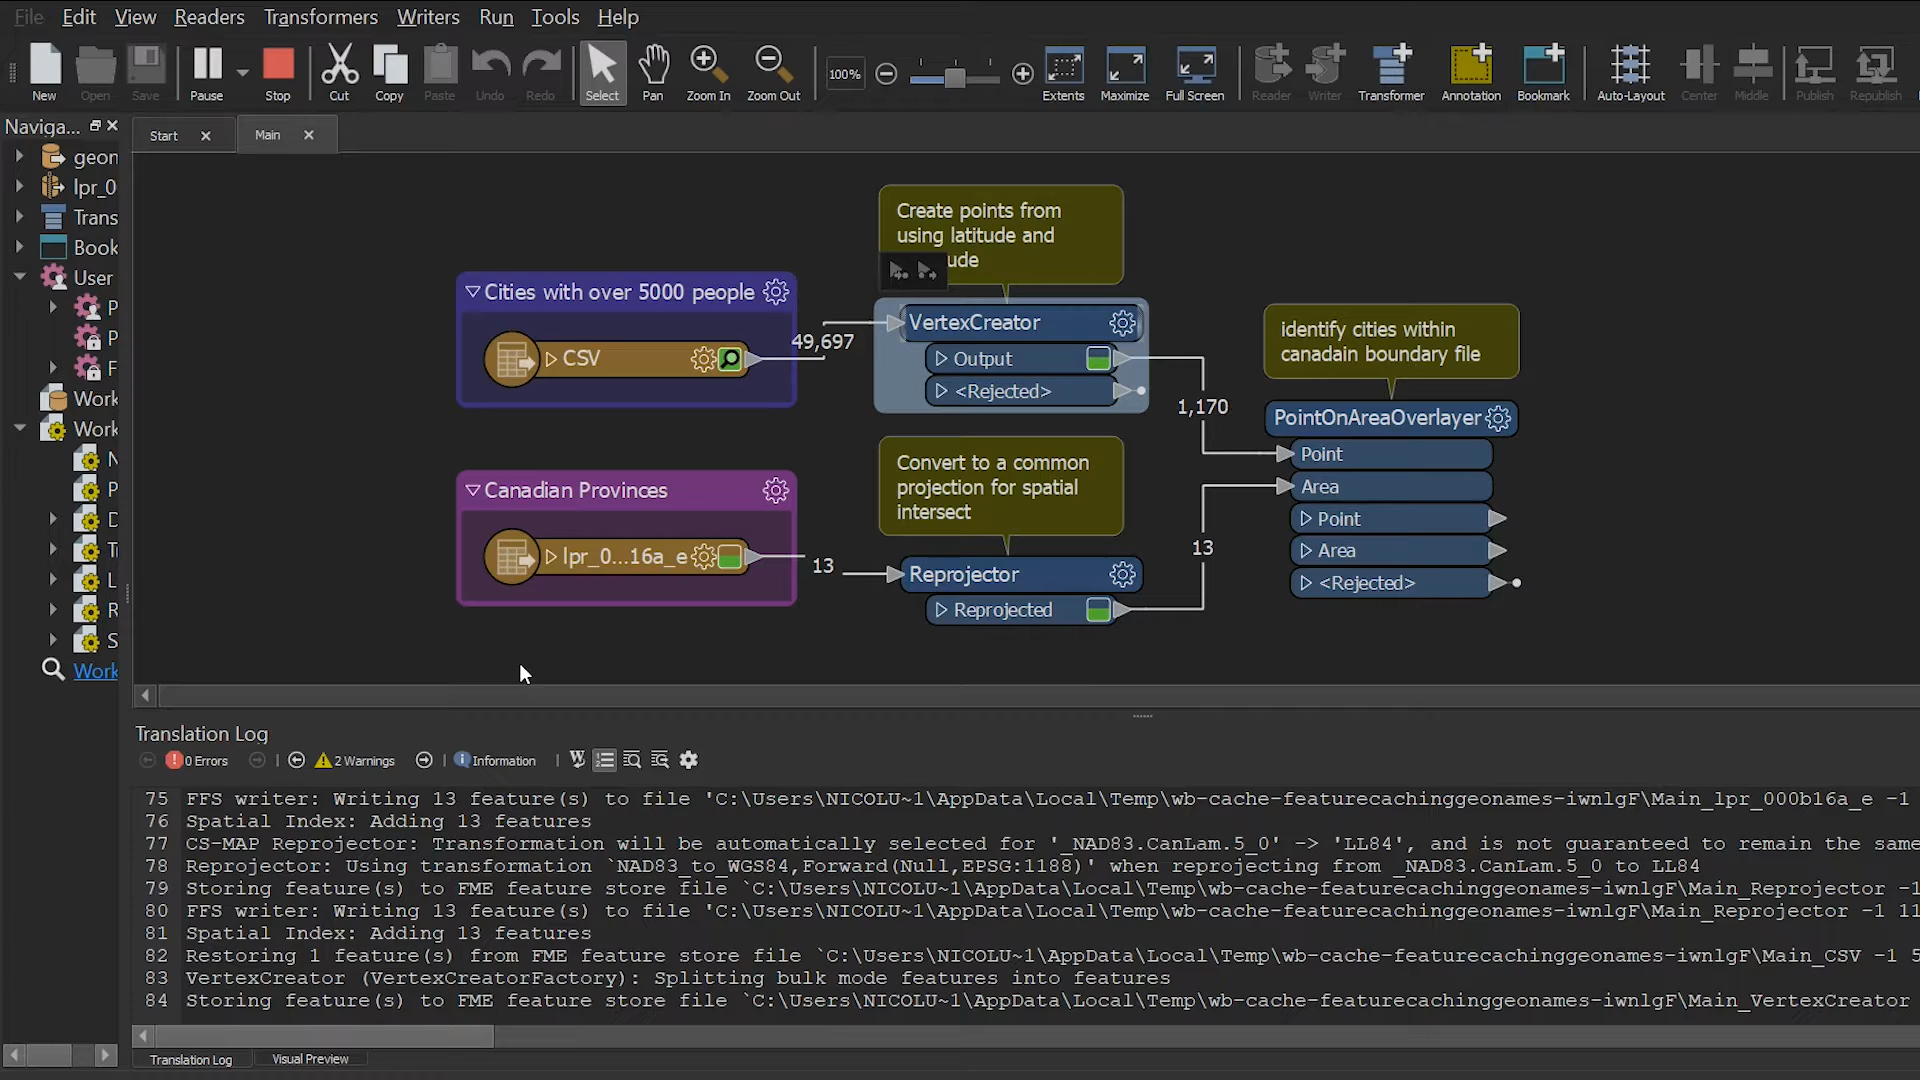 File Edit View Readers Transformers Writers Run Tools Help
New Open Save Pause Stop Cut Copy Paste Undo Redo Select Pan Zoom In Zoom Out 100% Extents Maximize Full Screen Reader Writer Transformer Annotation Bookmark Auto-Layout Center Middle Publish Republish
Naviga...
Start
Main
geon
lpr_0
Trans
Book
User
P
P
F
Work
Work
N
P
D
Tr
L
R
S
Work
Create points from
using latitude and
ude
Cities with over 5000 people
CSV
49,697
VertexCreator
Output
<Rejected>
1,170
identify cities within
canadain boundary file
PointOnAreaOverlayer
Point
Area
Point
Area
<Rejected>
Convert to a common
projection for spatial
intersect
Canadian Provinces
lpr_0...16a_e
13
Reprojector
Reprojected
13
Translation Log
0 Errors
2 Warnings
Information
75 FFS writer: Writing 13 feature(s) to file 'C:\Users\NICOLU~1\AppData\Local\Temp\wb-cache-featurecachinggeonames-iwnlgF\Main_lpr_000b16a_e -1
76 Spatial Index: Adding 13 features
77 CS-MAP Reprojector: Transformation will be automatically selected for '_NAD83.CanLam.5_0' -> 'LL84', and is not guaranteed to remain the same
78 Reprojector: Using transformation `NAD83_to_WGS84,Forward(Null,EPSG:1188)' when reprojecting from _NAD83.CanLam.5_0 to LL84
79 Storing feature(s) to FME feature store file `C:\Users\NICOLU~1\AppData\Local\Temp\wb-cache-featurecachinggeonames-iwnlgF\Main_Reprojector -1
80 FFS writer: Writing 13 feature(s) to file 'C:\Users\NICOLU~1\AppData\Local\Temp\wb-cache-featurecachinggeonames-iwnlgF\Main_Reprojector -1 11
81 Spatial Index: Adding 13 features
82 Restoring 1 feature(s) from FME feature store file `C:\Users\NICOLU~1\AppData\Local\Temp\wb-cache-featurecachinggeonames-iwnlgF\Main_CSV -1 5
83 VertexCreator (VertexCreatorFactory): Splitting bulk mode features into features
84 Storing feature(s) to FME feature store file `C:\Users\NICOLU~1\AppData\Local\Temp\wb-cache-featurecachinggeonames-iwnlgF\Main_VertexCreator
Translation Log
Visual Preview